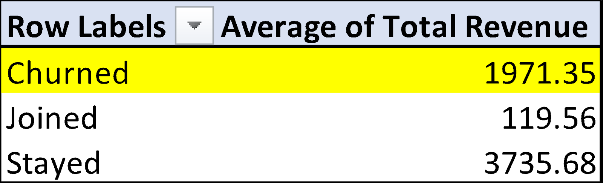 Row Labels Average of Total Revenue
Churned 1971.35
Joined 119.56
Stayed 3735.68